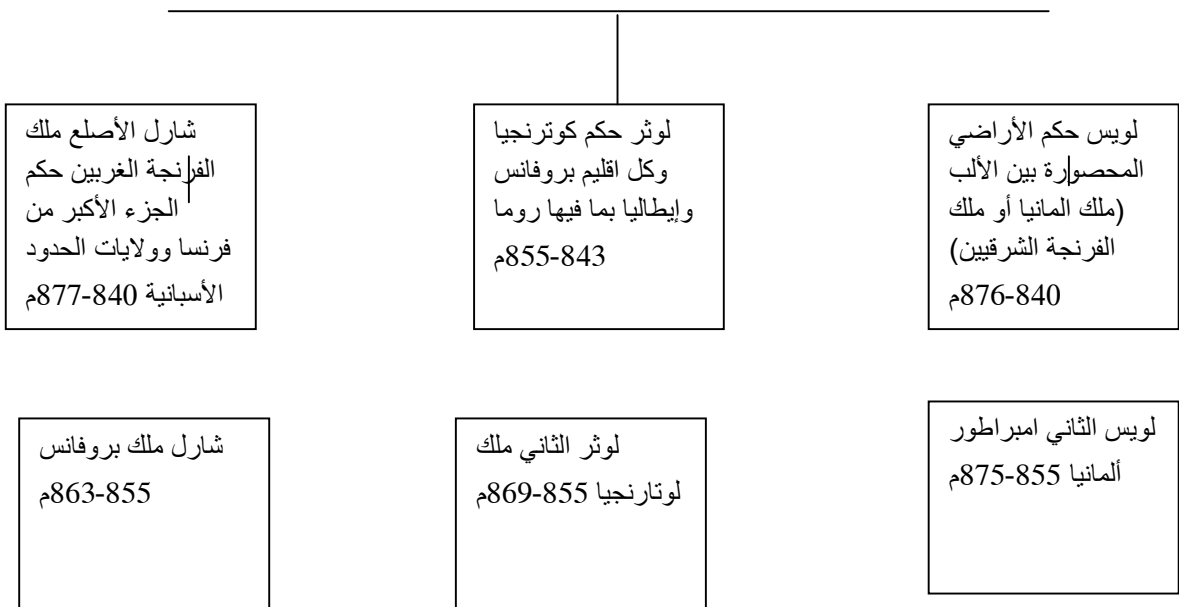 لويس حكم الأراضي
المحصورة بين الألب
(ملك المانيا أو ملك
الفرنجة الشرقيين)
840-876م
لوثر حكم كوترنجيا
وكل اقليم بروفانس
وإيطاليا بما فيها روما
843-855م
شارل الأصلع ملك
الفرنجة الغربين حكم
الجزء الأكبر من
فرنسا وولايات الحدود
الأسبانية 840-877م
لويس الثاني امبراطور
ألمانيا 855-875م
لوثر الثاني ملك
لوتارنجيا 855-869م
شارل ملك بروفانس
855-863م